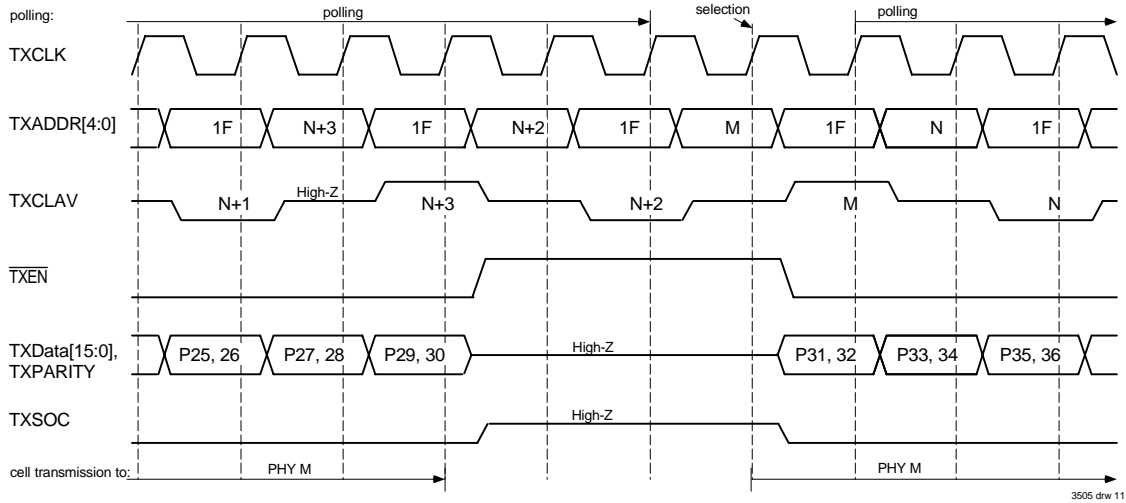 polling: polling selection polling
TXCLK
TXADDR[4:0] 1F N+3 1F N+2 1F M 1F N 1F
TXCLAV N+1 High-Z N+3 N+2 M N
TXEN
TXData[15:0], TXPARITY P25, 26 P27, 28 P29, 30 High-Z P31, 32 P33, 34 P35, 36
TXSOC High-Z
cell transmission to: PHY M PHY M
3505 drw 11